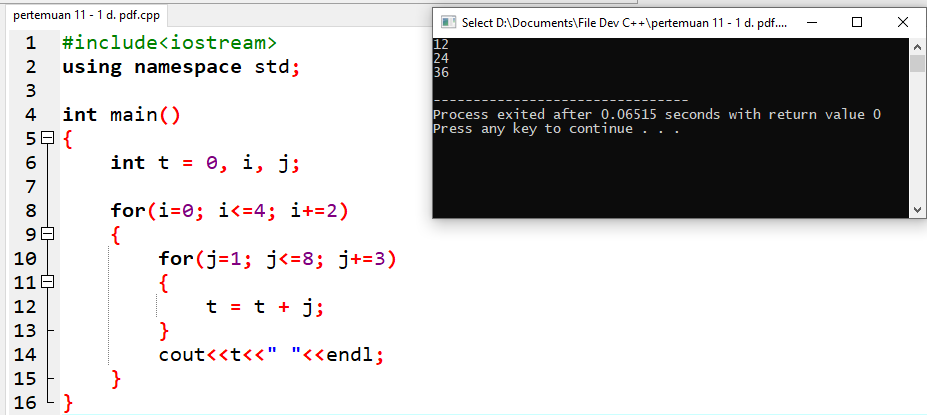 pertemuan 11 - 1 d. pdf.cpp
1 #include<iostream>
2 using namespace std;
3
4 int main()
5 {
6 int t = 0, i, j;
7
8 for(i=0; i<=4; i+=2)
9 {
10 for(j=1; j<=8; j+=3)
11 {
12 t = t + j;
13 }
14 cout<<t<<" "<<endl;
15 }
16 }
Select D:\Documents\File Dev C++\pertemuan 11 - 1 d. pdf....
12
24
36
--------------------------------
Process exited after 0.06515 seconds with return value 0
Press any key to continue . . .